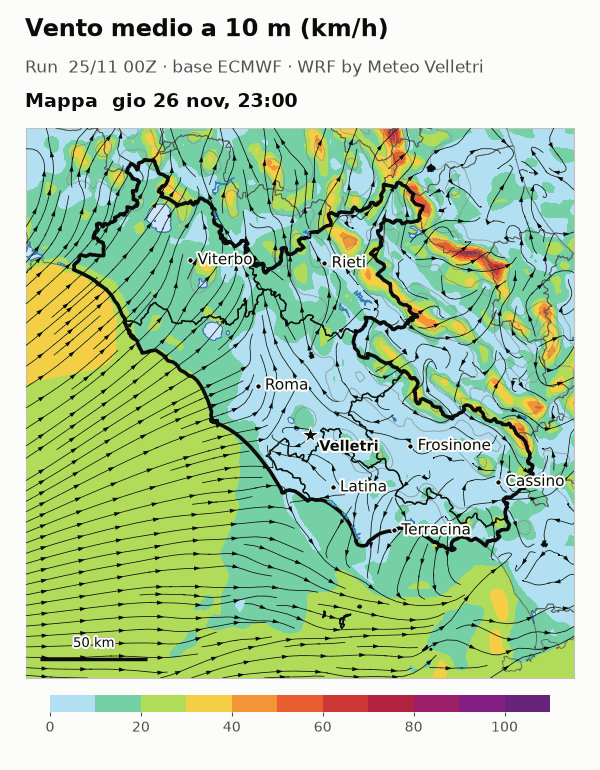 Vento medio a 10 m (km/h)
Run  25/11 00Z · base ECMWF · WRF by Meteo Velletri
Mappa  gio 26 nov, 23:00
Viterbo
Rieti
Roma
Velletri
Frosinone
Cassino
Latina
Terracina
50 km
0 20 40 60 80 100